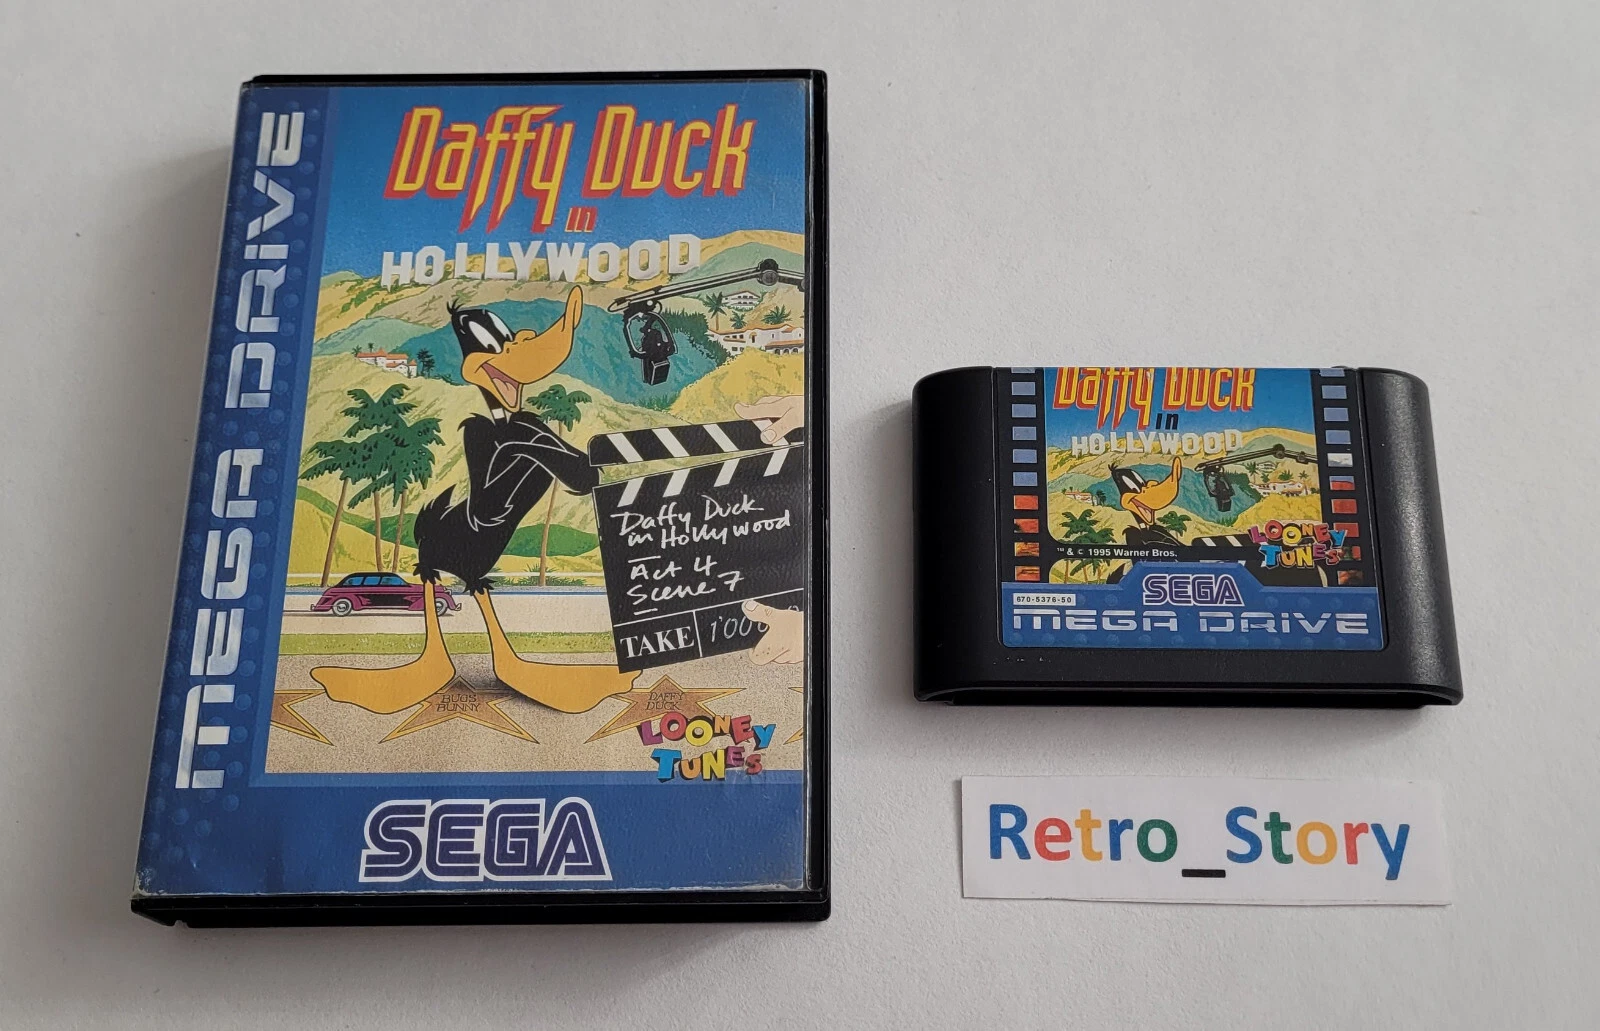 MEGA DRIVE
Daffy Duck
in
HOLLYWOOD
Daffy Duck
in Hollywood
Act 4
Scene 7
TAKE 1'000
BUGS
BUNNY
DAFFY
DUCK
LOONEY
TUNES
SEGA
Daffy Duck
in
HOLLYWOOD
™ & © 1995 Warner Bros.
LOONEY
TUNES
SEGA
670-5376-50
MEGA DRIVE
Retro_Story